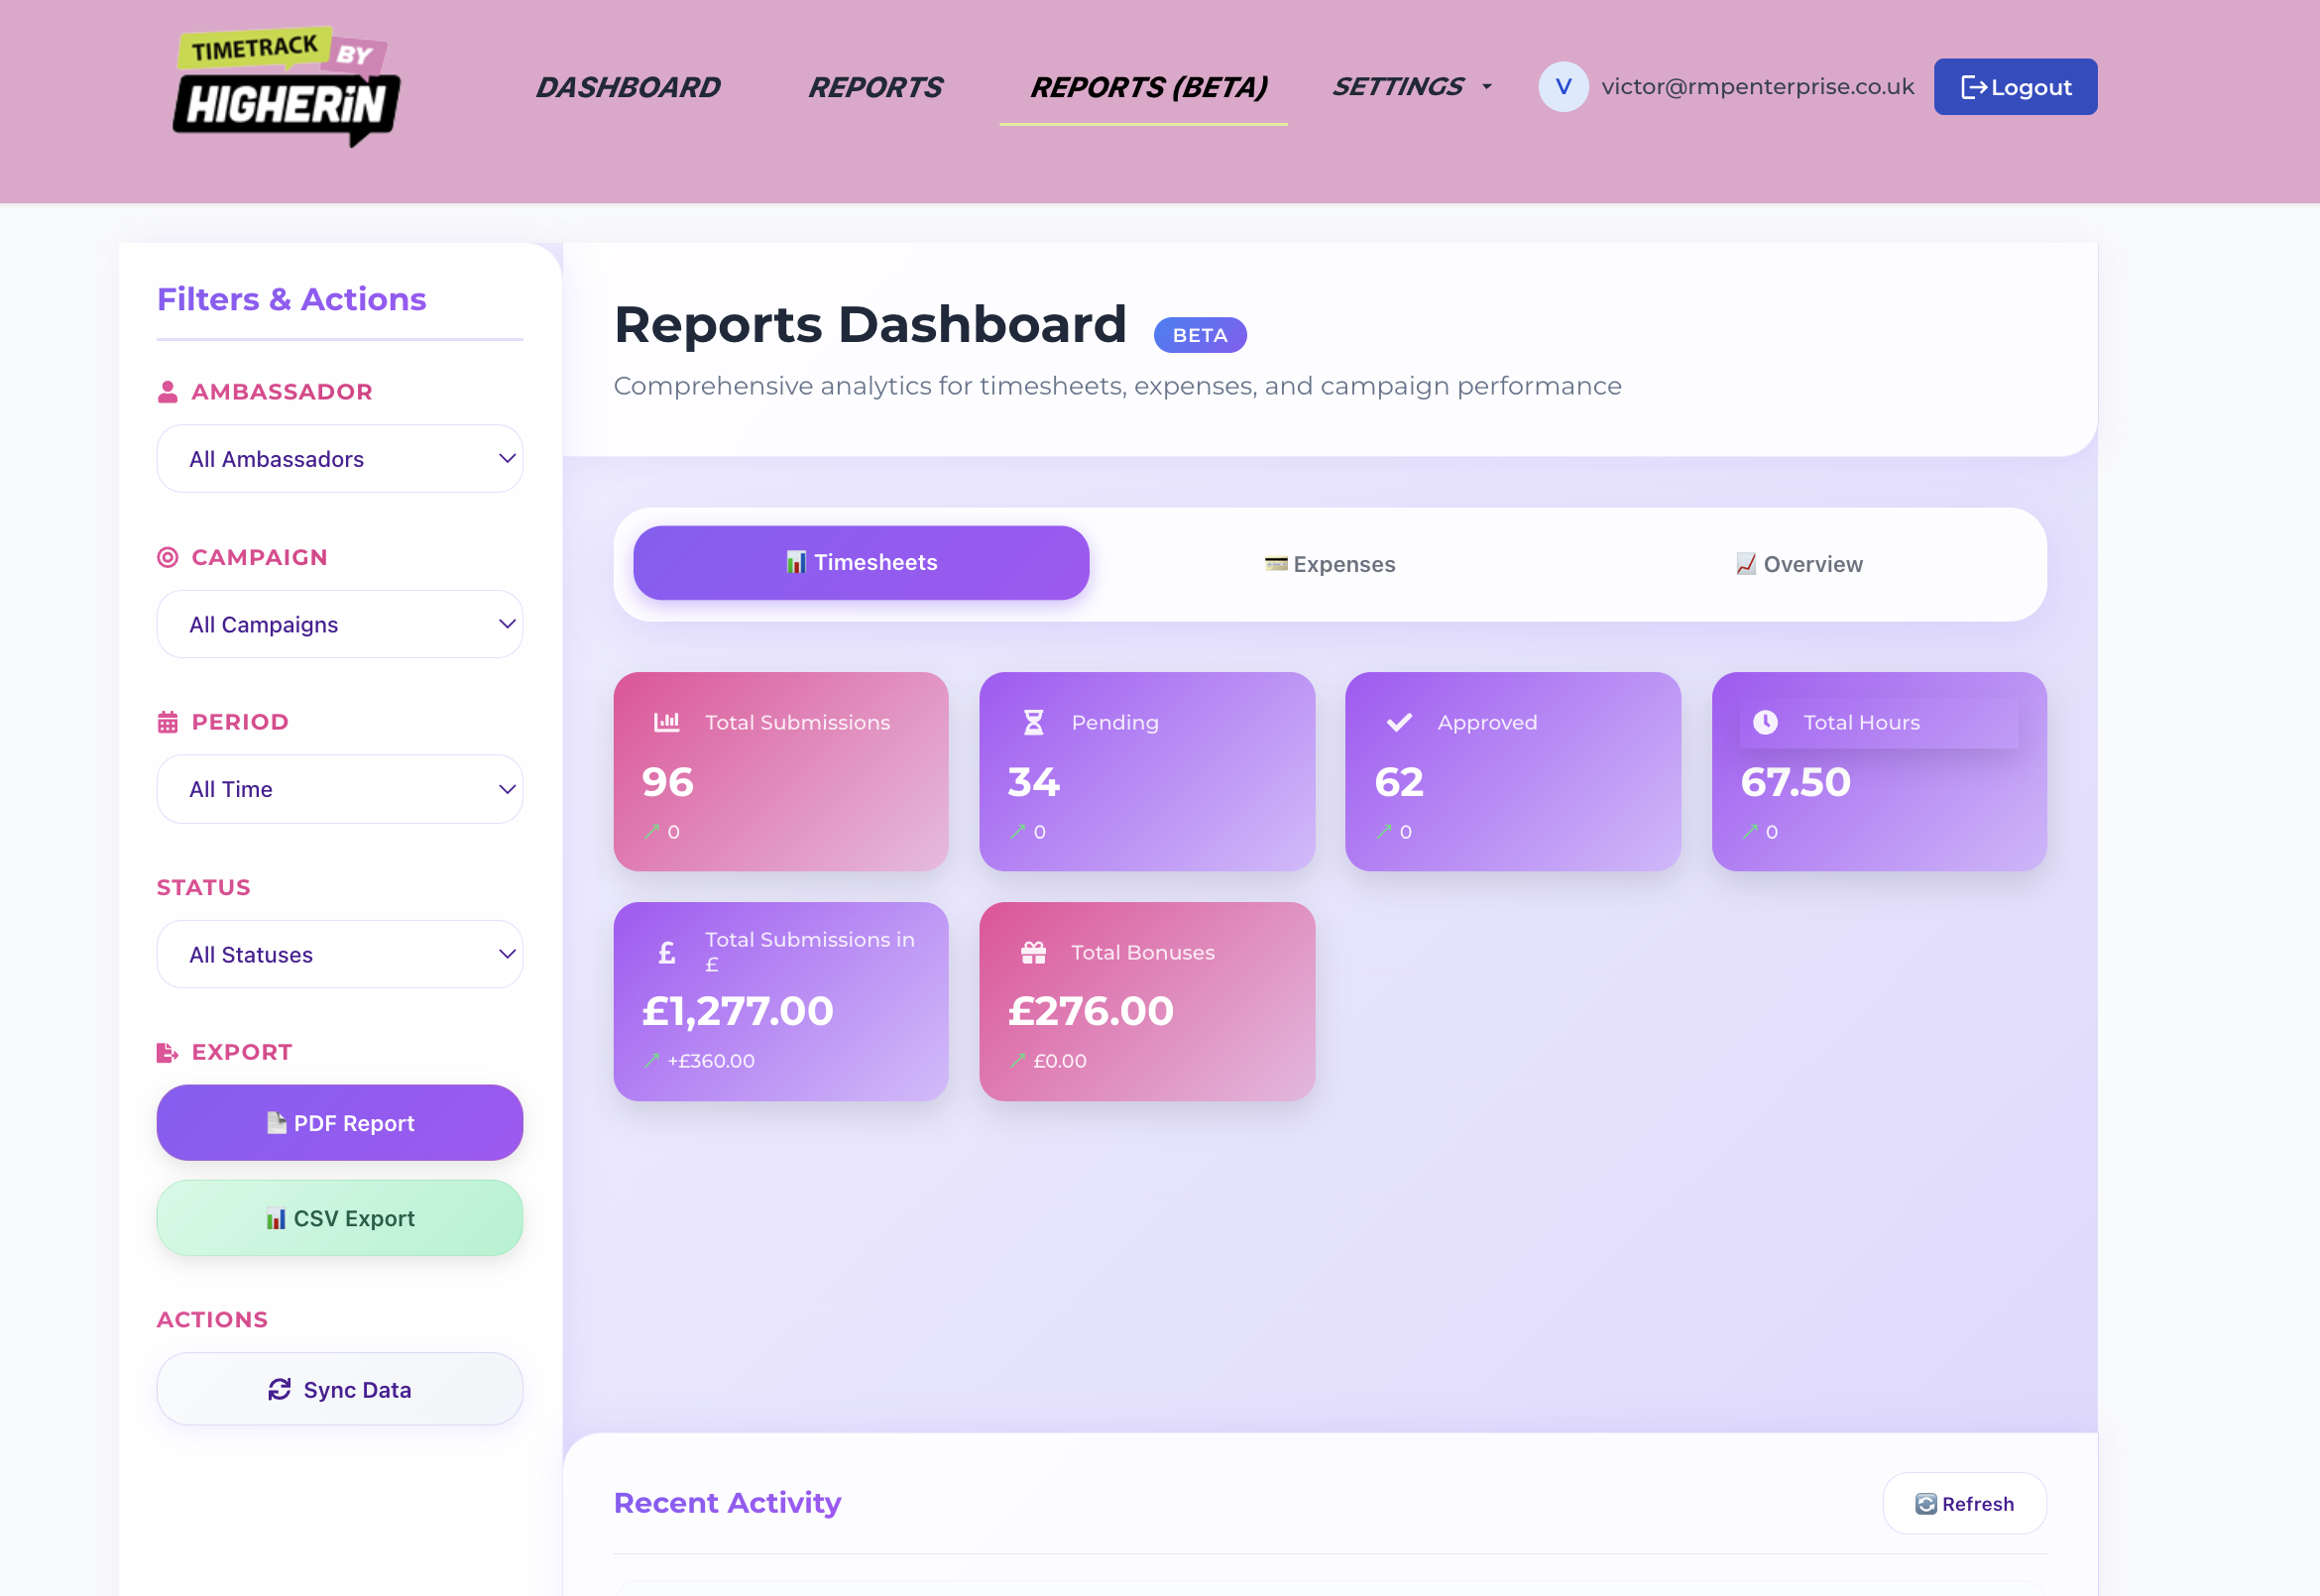 TIMETRACK BY
HIGHERiN
DASHBOARD
REPORTS
REPORTS (BETA)
SETTINGS
V
victor@rmpenterprise.co.uk
Logout
Filters & Actions
AMBASSADOR
All Ambassadors
CAMPAIGN
All Campaigns
PERIOD
All Time
STATUS
All Statuses
EXPORT
PDF Report
CSV Export
ACTIONS
Sync Data
Reports Dashboard BETA
Comprehensive analytics for timesheets, expenses, and campaign performance
Timesheets
Expenses
Overview
Total Submissions
96
0
Pending
34
0
Approved
62
0
Total Hours
67.50
0
£
Total Submissions in
£
£1,277.00
+£360.00
Total Bonuses
£276.00
£0.00
Recent Activity
Refresh